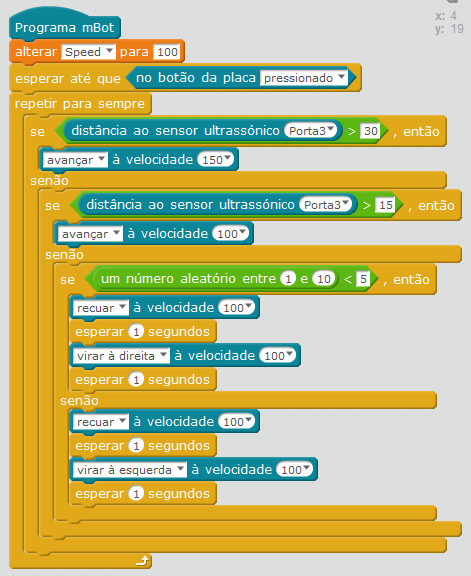 x: 4
y: 19
Programa mBot
alterar Speed para 100
esperar até que no botão da placa pressionado
repetir para sempre
se distância ao sensor ultrassónico Porta3 > 30 , então
avançar à velocidade 150
senão
se distância ao sensor ultrassónico Porta3 > 15 , então
avançar à velocidade 100
senão
se um número aleatório entre 1 e 10 < 5 , então
recuar à velocidade 100
esperar 1 segundos
virar à direita à velocidade 100
esperar 1 segundos
senão
recuar à velocidade 100
esperar 1 segundos
virar à esquerda à velocidade 100
esperar 1 segundos